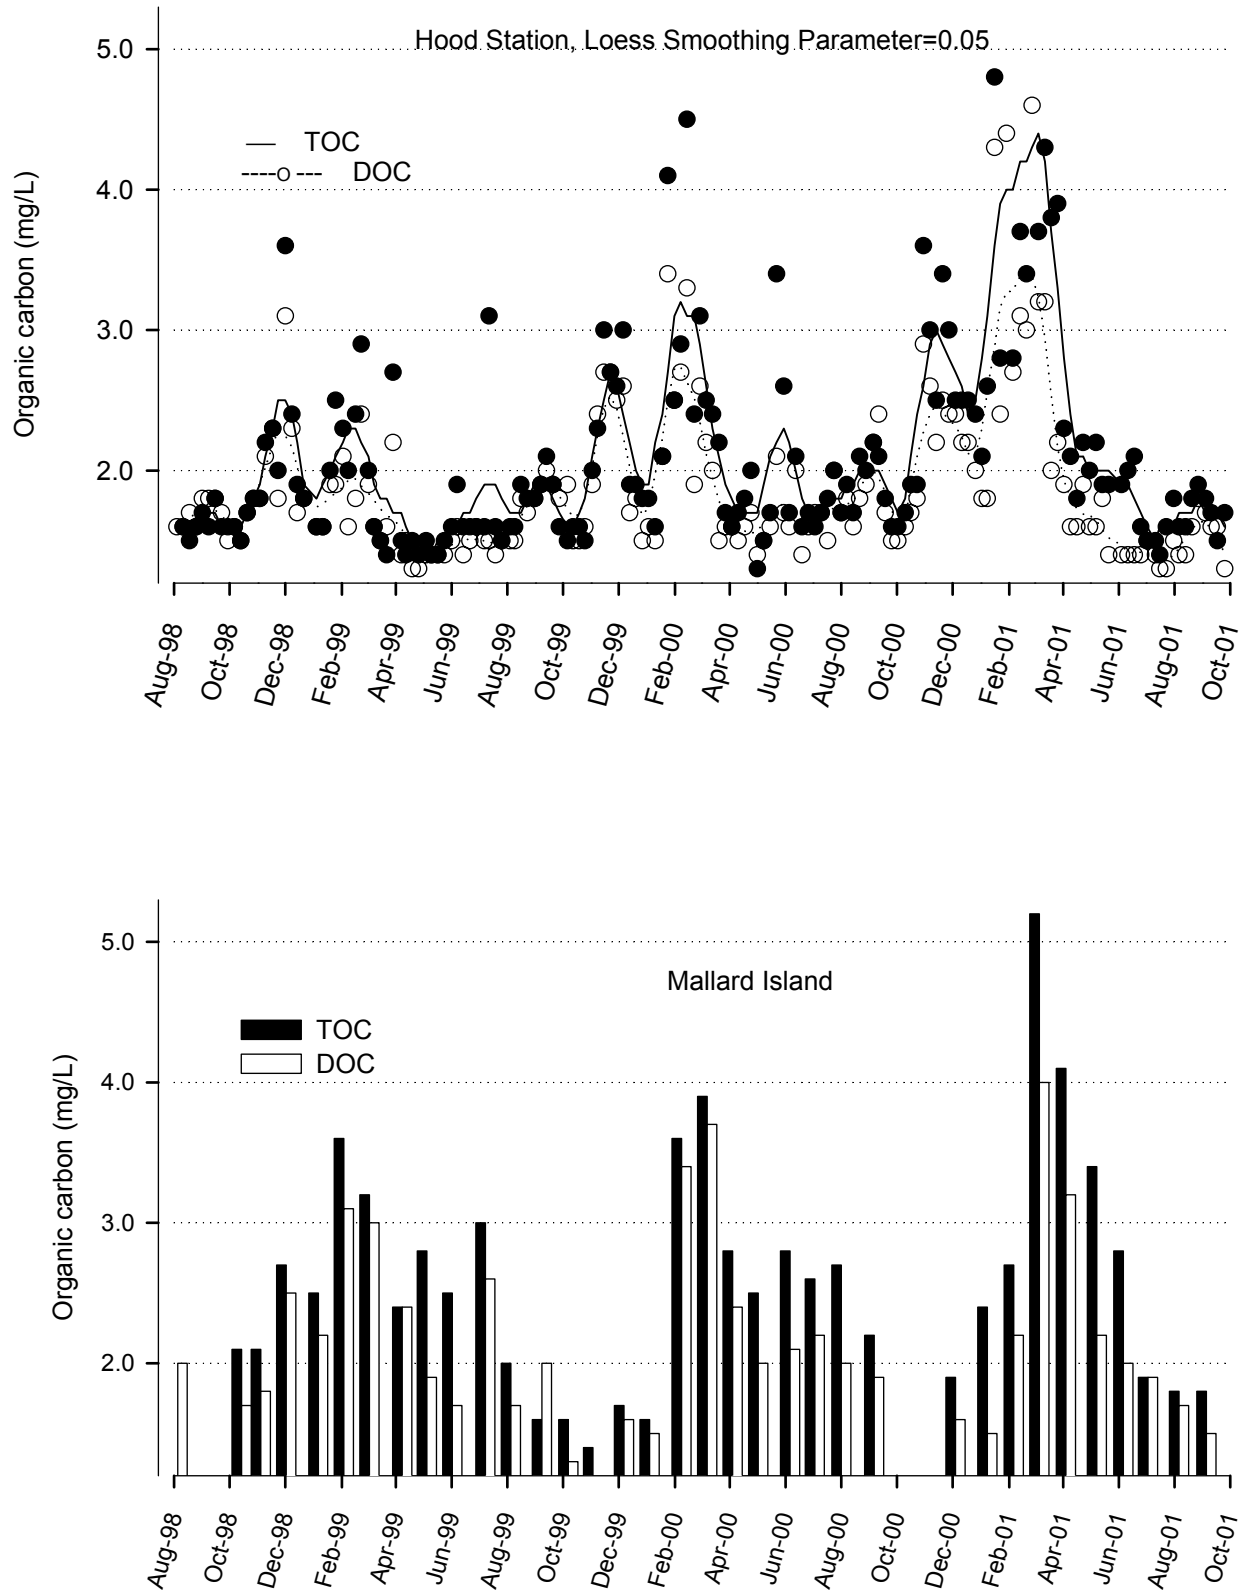 Hood Station, Loess Smoothing Parameter=0.05
5.0
4.0
3.0
2.0
Organic carbon (mg/L)
TOC
----o --- DOC
Aug-98 Oct-98 Dec-98 Feb-99 Apr-99 Jun-99 Aug-99 Oct-99 Dec-99 Feb-00 Apr-00 Jun-00 Aug-00 Oct-00 Dec-00 Feb-01 Apr-01 Jun-01 Aug-01 Oct-01
5.0
4.0
3.0
2.0
Organic carbon (mg/L)
Mallard Island
TOC
DOC
Aug-98 Oct-98 Dec-98 Feb-99 Apr-99 Jun-99 Aug-99 Oct-99 Dec-99 Feb-00 Apr-00 Jun-00 Aug-00 Oct-00 Dec-00 Feb-01 Apr-01 Jun-01 Aug-01 Oct-01